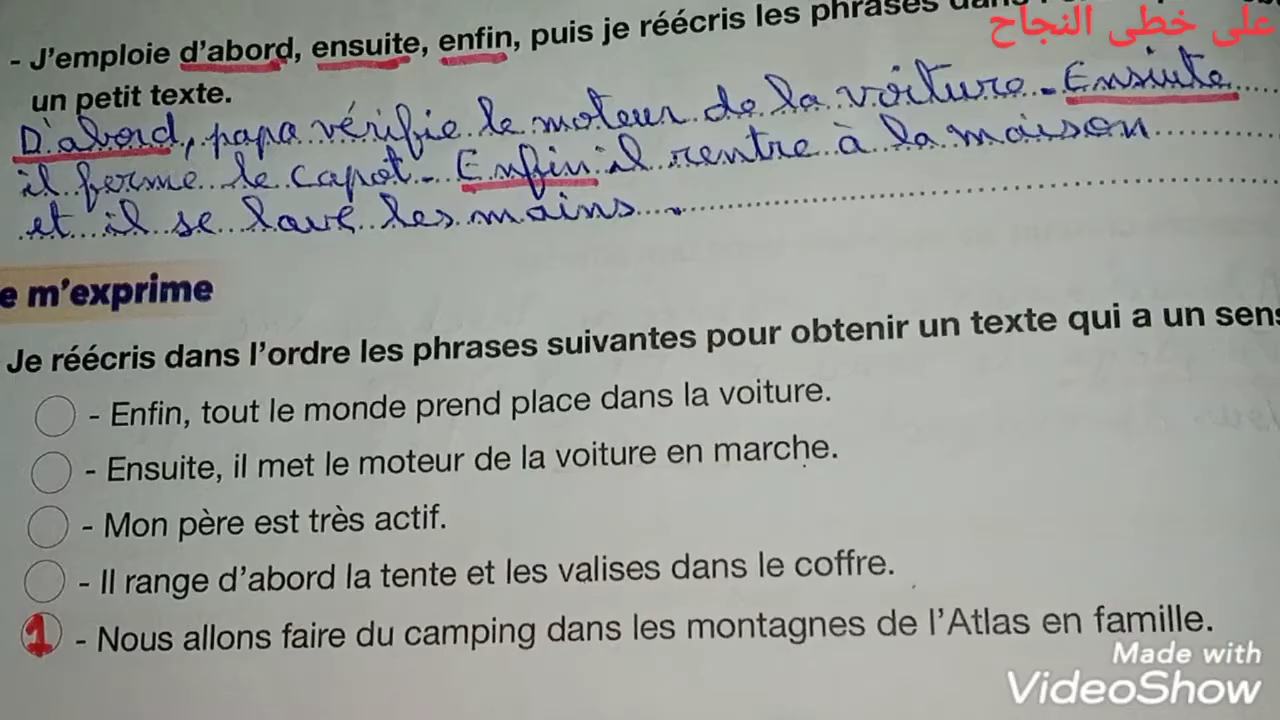 - J'emploie d'abord, ensuite, enfin, puis je réécris les phrases
على خطى النجاح
un petit texte.
D'abord, papa vérifie le moteur de la voiture. Ensiute
il ferme le capot. Enfin il rentre à la maison
et il se lave les mains.
e m'exprime
Je réécris dans l'ordre les phrases suivantes pour obtenir un texte qui a un sens
- Enfin, tout le monde prend place dans la voiture.
- Ensuite, il met le moteur de la voiture en marche.
- Mon père est très actif.
- Il range d'abord la tente et les valises dans le coffre.
1 - Nous allons faire du camping dans les montagnes de l'Atlas en famille.
Made with
VideoShow